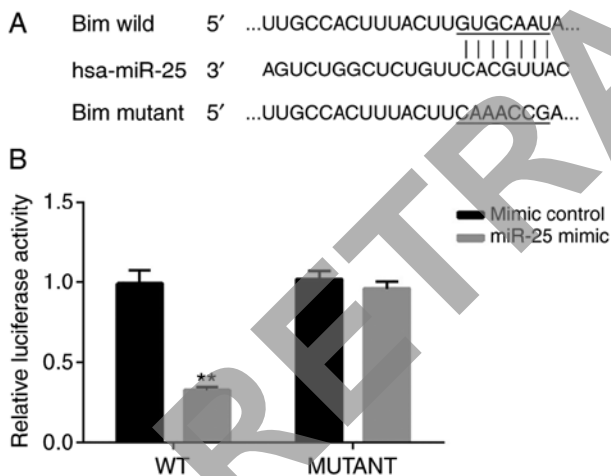 A
Bim wild 5′ ...UUGCCACUUUACUUGUGCAAUA...
hsa-miR-25 3′ AGUCUGGCUCUGUUCACGUUAC
Bim mutant 5′ ...UUGCCACUUUACUUCAAACCGA...
B
Relative luciferase activity
1.5
1.0
0.5
0.0
**
WT
MUTANT
Mimic control
miR-25 mimic
RETRA